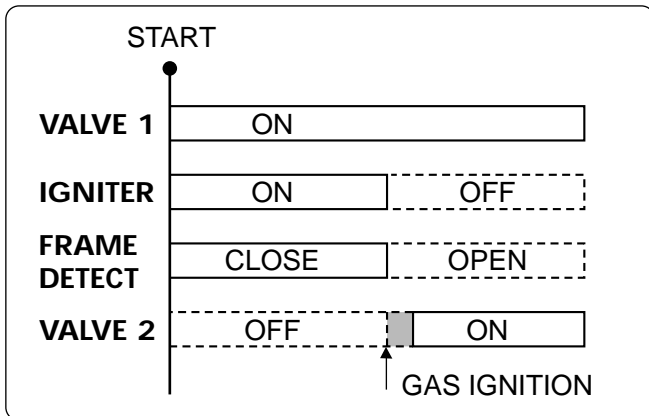 START
VALVE 1 ON
IGNITER ON OFF
FRAME
DETECT CLOSE OPEN
VALVE 2 OFF ON
GAS IGNITION